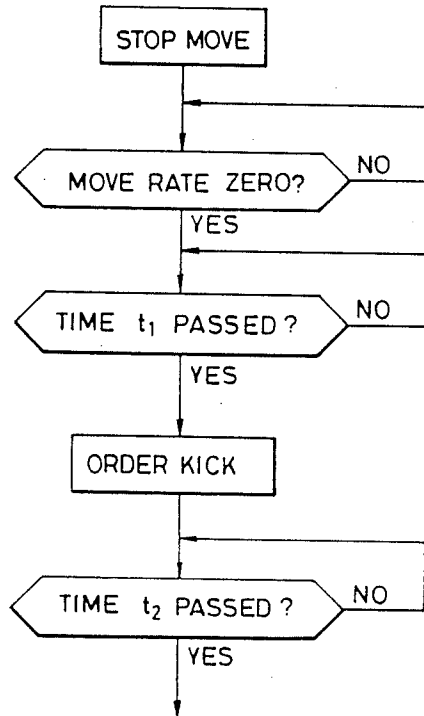 STOP MOVE
MOVE RATE ZERO?
NO
YES
TIME t₁ PASSED?
NO
YES
ORDER KICK
TIME t₂ PASSED?
NO
YES